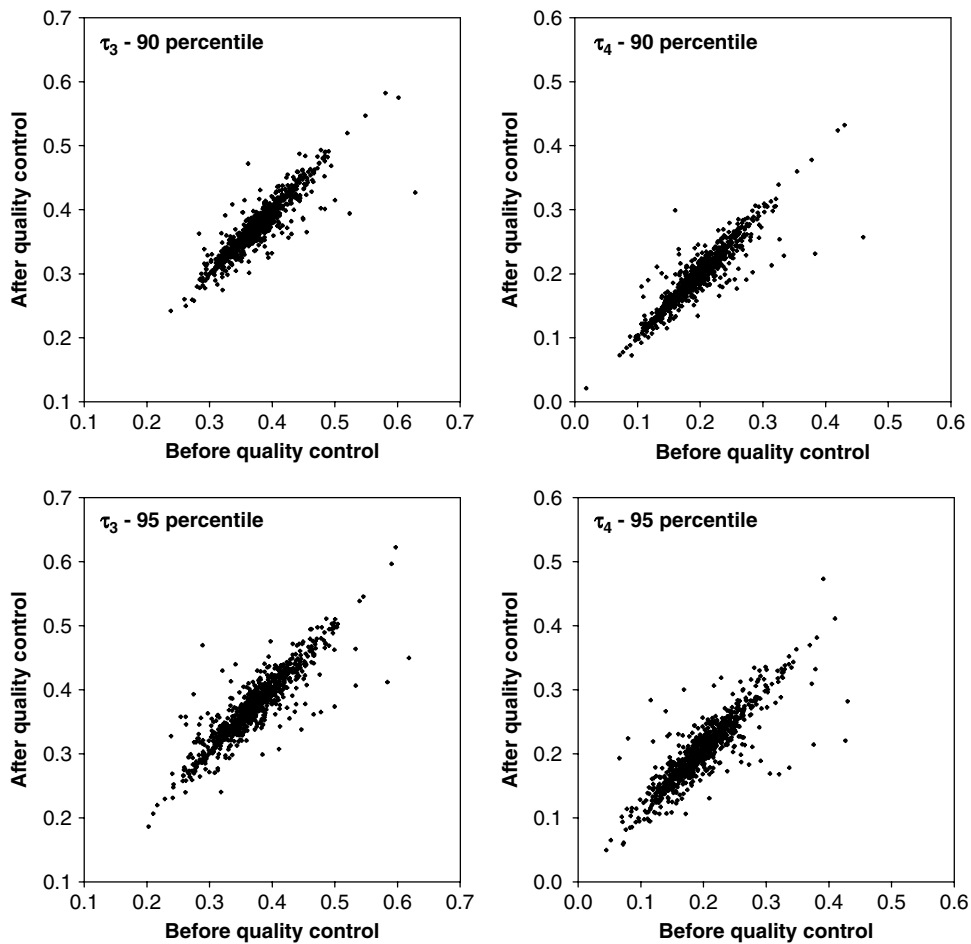 τ3 - 90 percentile
After quality control
0.7
0.6
0.5
0.4
0.3
0.2
0.1
0.1 0.2 0.3 0.4 0.5 0.6 0.7
Before quality control
τ4 - 90 percentile
After quality control
0.6
0.5
0.4
0.3
0.2
0.1
0.0
0.0 0.1 0.2 0.3 0.4 0.5 0.6
Before quality control
τ3 - 95 percentile
After quality control
0.7
0.6
0.5
0.4
0.3
0.2
0.1
0.1 0.2 0.3 0.4 0.5 0.6 0.7
Before quality control
τ4 - 95 percentile
After quality control
0.6
0.5
0.4
0.3
0.2
0.1
0.0
0.0 0.1 0.2 0.3 0.4 0.5 0.6
Before quality control